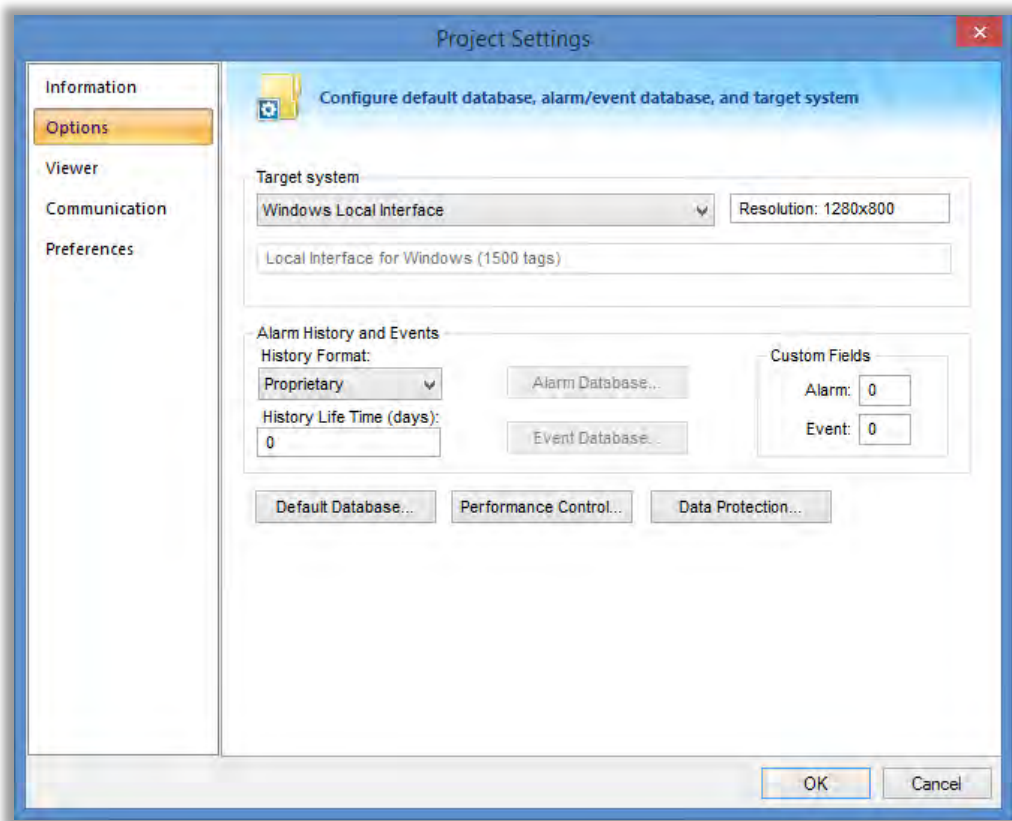 Project Settings
Information
Options
Viewer
Communication
Preferences
Configure default database, alarm/event database, and target system
Target system
Windows Local Interface
Resolution: 1280x800
Local Interface for Windows (1500 tags)
Alarm History and Events
History Format:
Proprietary
Alarm Database...
History Life Time (days):
0
Event Database...
Custom Fields
Alarm: 0
Event: 0
Default Database...
Performance Control...
Data Protection...
OK
Cancel